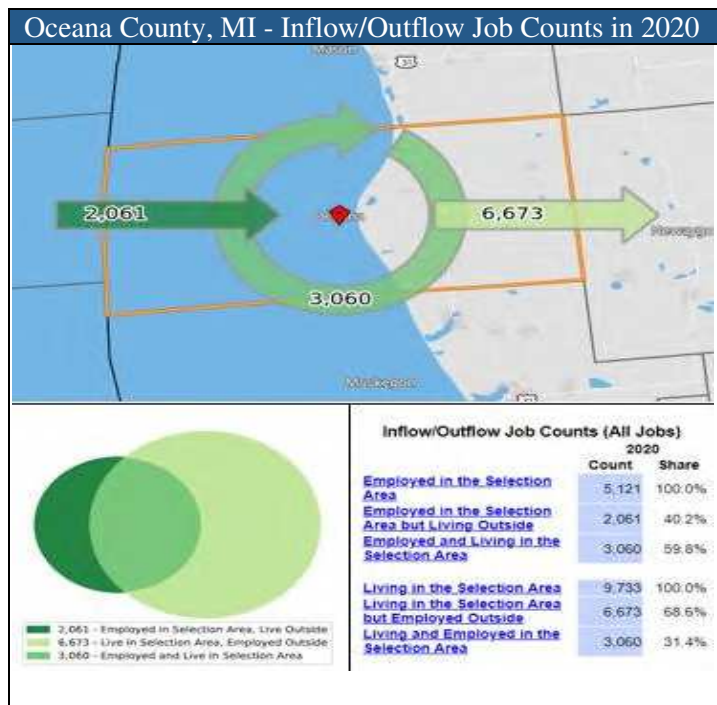 Oceana County, MI - Inflow/Outflow Job Counts in 2020
Mason
31
2,061
6,673
Newaygo
3,060
Muskegon
Inflow/Outflow Job Counts (All Jobs)
2020
Count Share
Employed in the Selection
Area
5,121 100.0%
Employed in the Selection
Area but Living Outside
2,061 40.2%
Employed and Living in the
Selection Area
3,060 59.8%
Living in the Selection Area
9,733 100.0%
Living in the Selection Area
but Employed Outside
6,673 68.6%
Living and Employed in the
Selection Area
3,060 31.4%
2,061 - Employed in Selection Area, Live Outside
6,673 - Live in Selection Area, Employed Outside
3,060 - Employed and Live in Selection Area